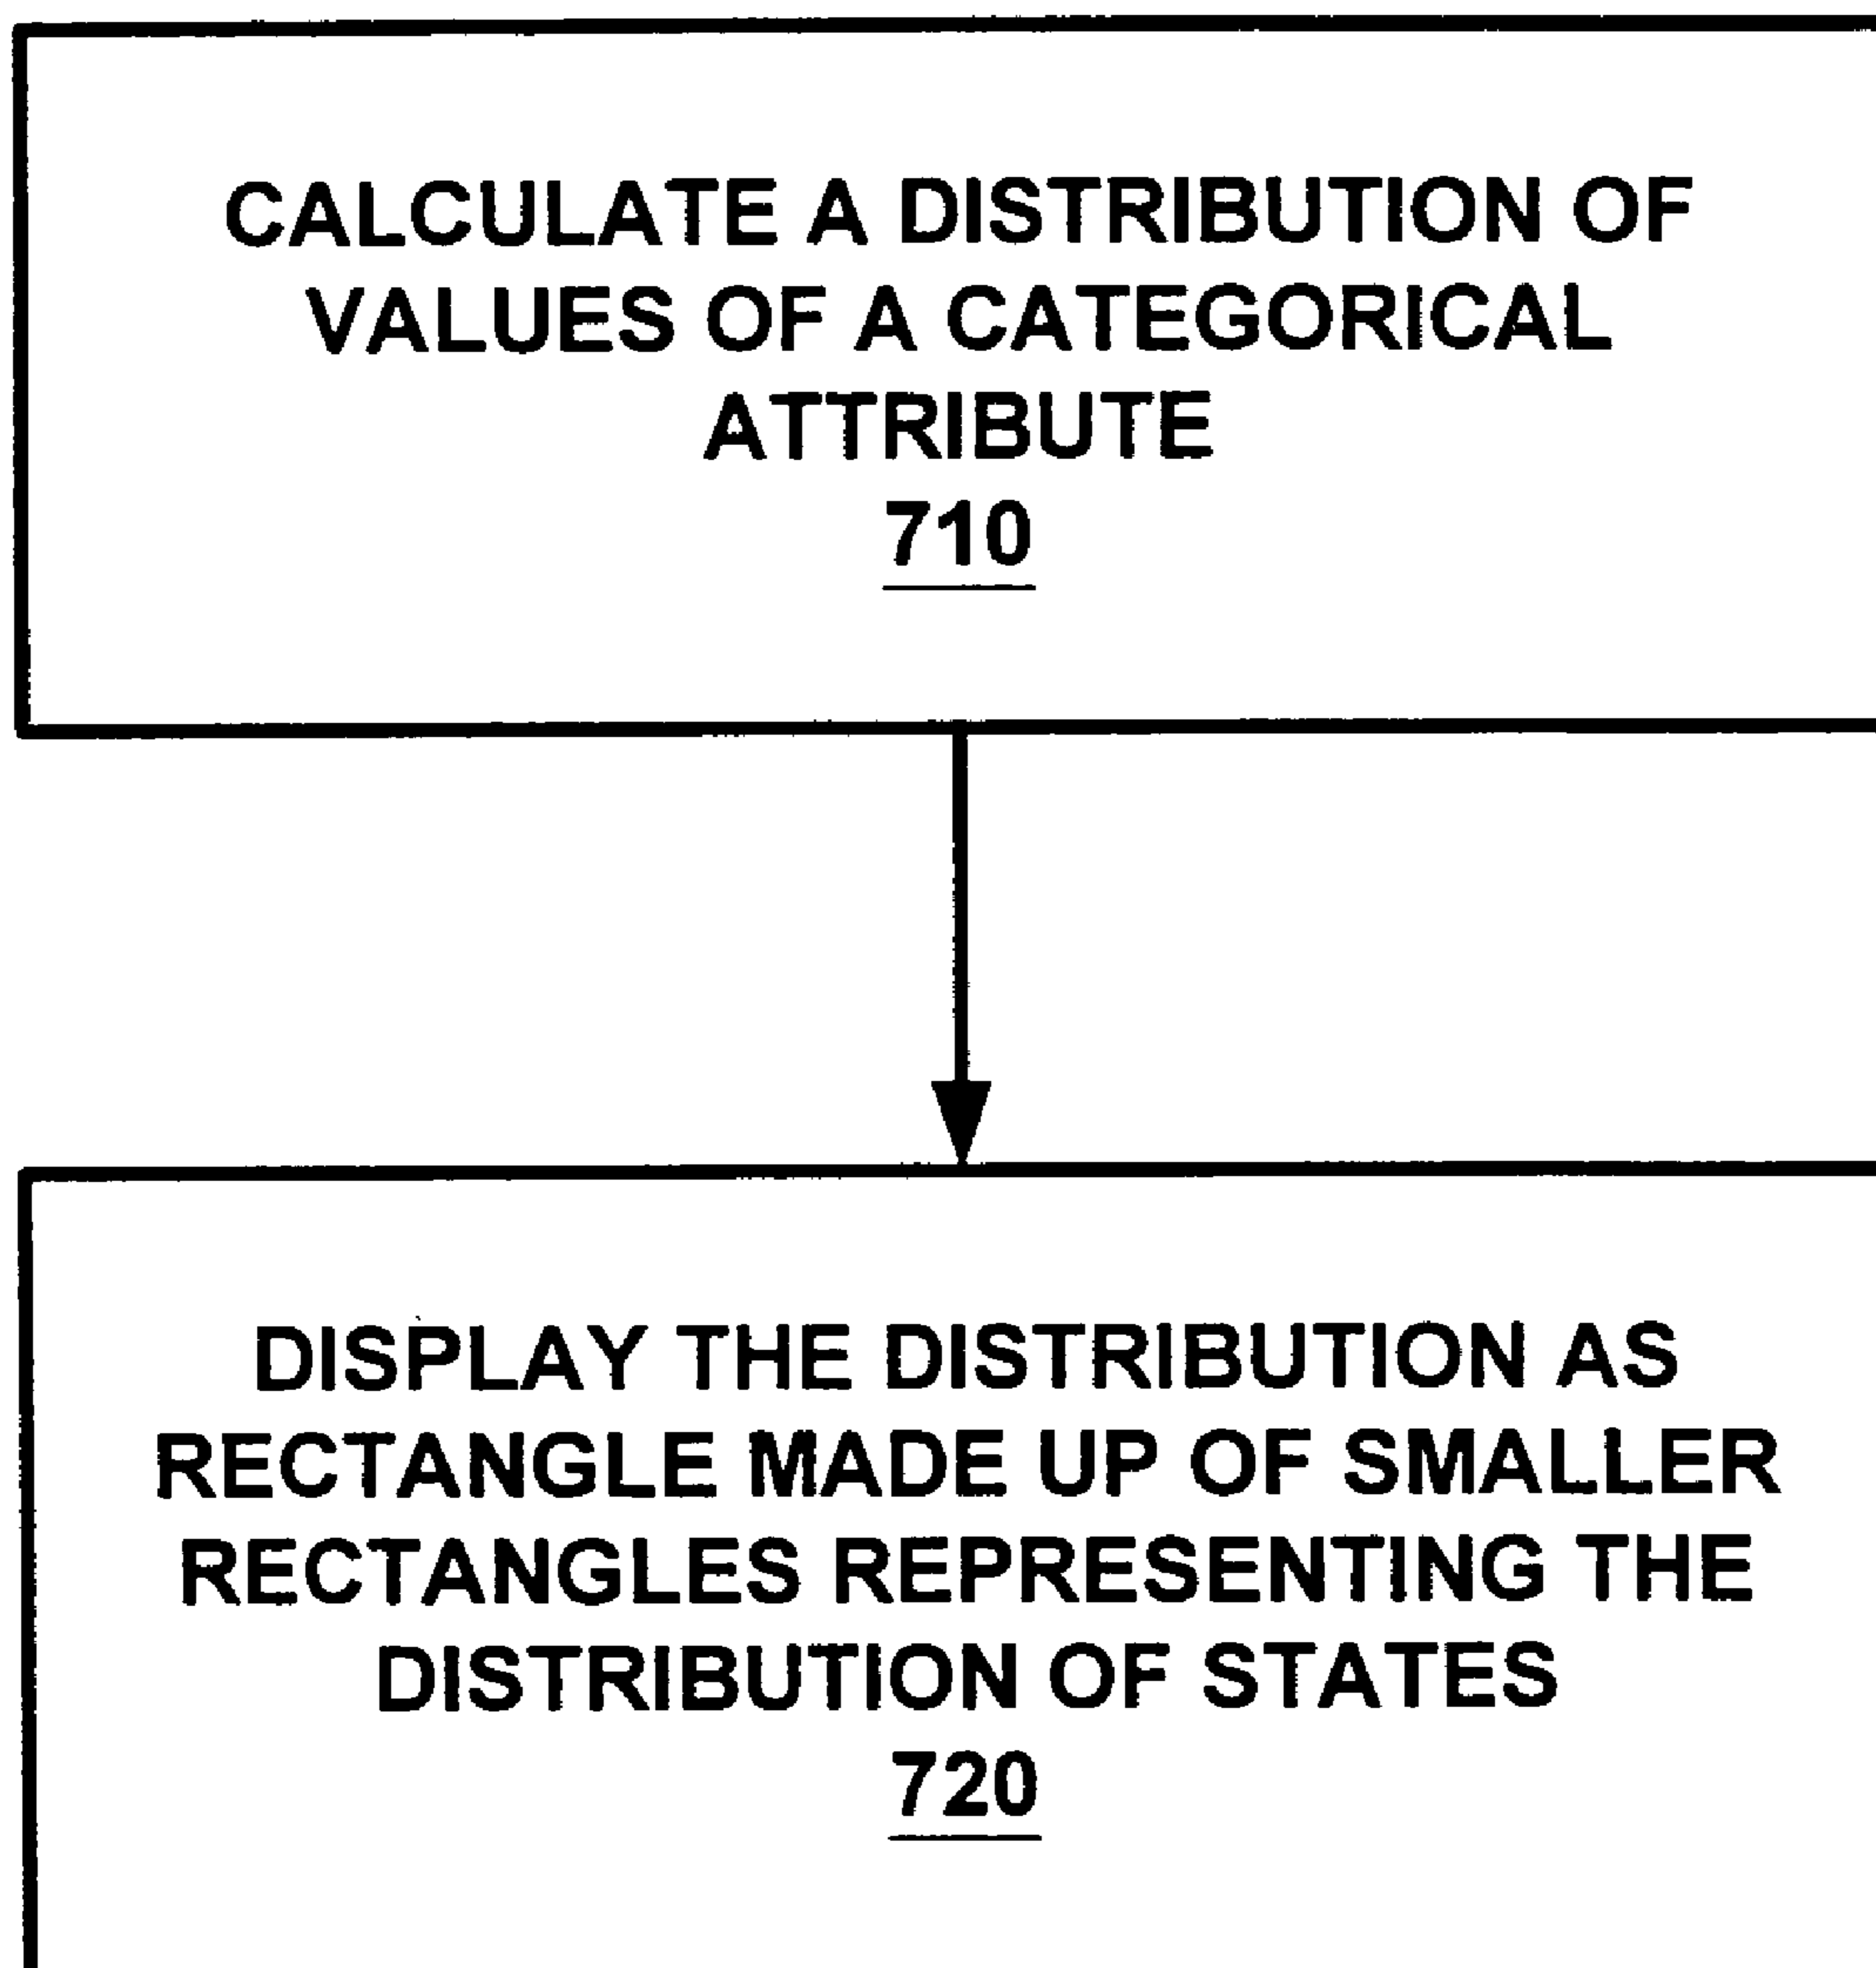 CALCULATE A DISTRIBUTION OF
VALUES OF A CATEGORICAL
ATTRIBUTE
710
DISPLAY THE DISTRIBUTION AS
RECTANGLE MADE UP OF SMALLER
RECTANGLES REPRESENTING THE
DISTRIBUTION OF STATES
720